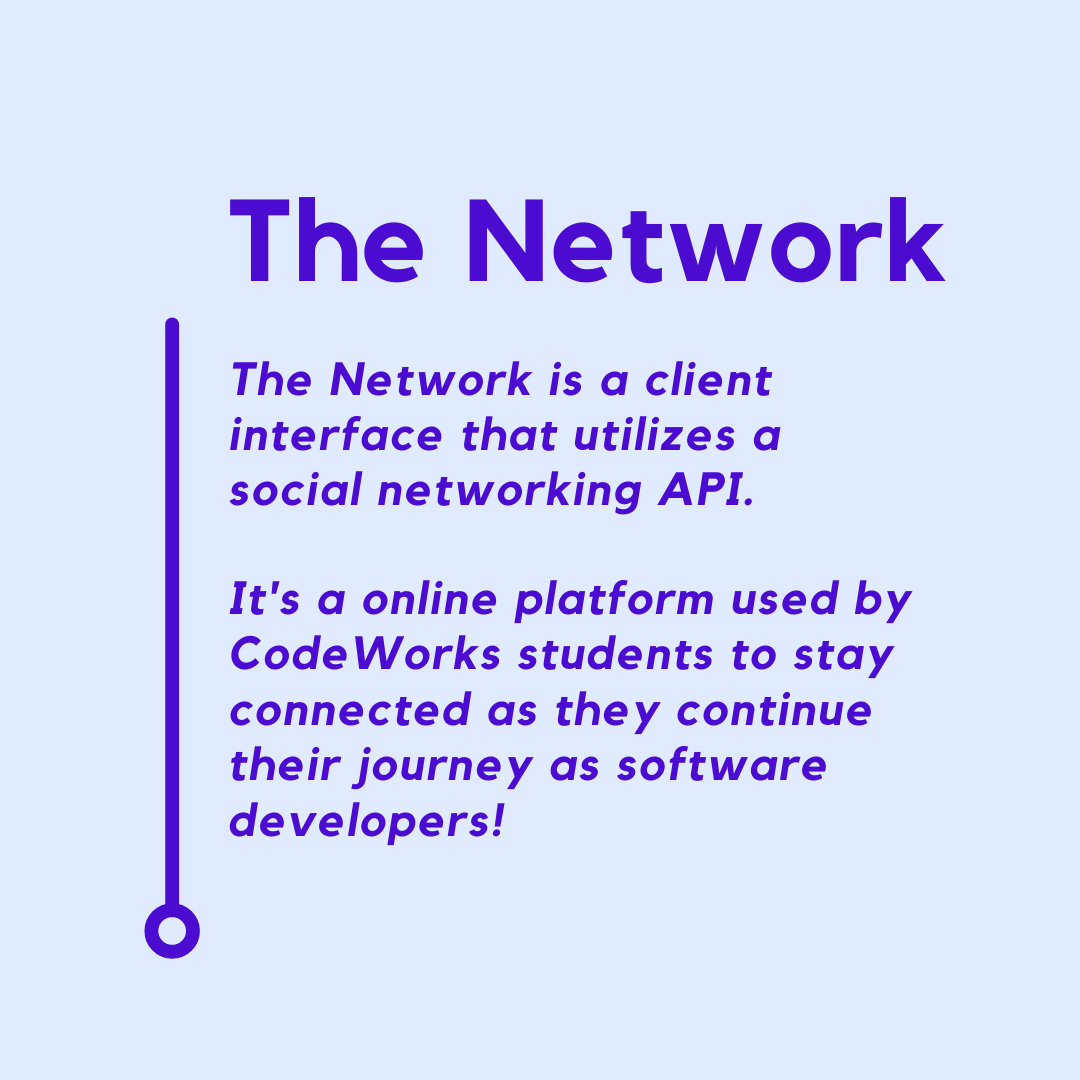 The Network
The Network is a client
interface that utilizes a
social networking API.
It's a online platform used by
CodeWorks students to stay
connected as they continue
their journey as software
developers!